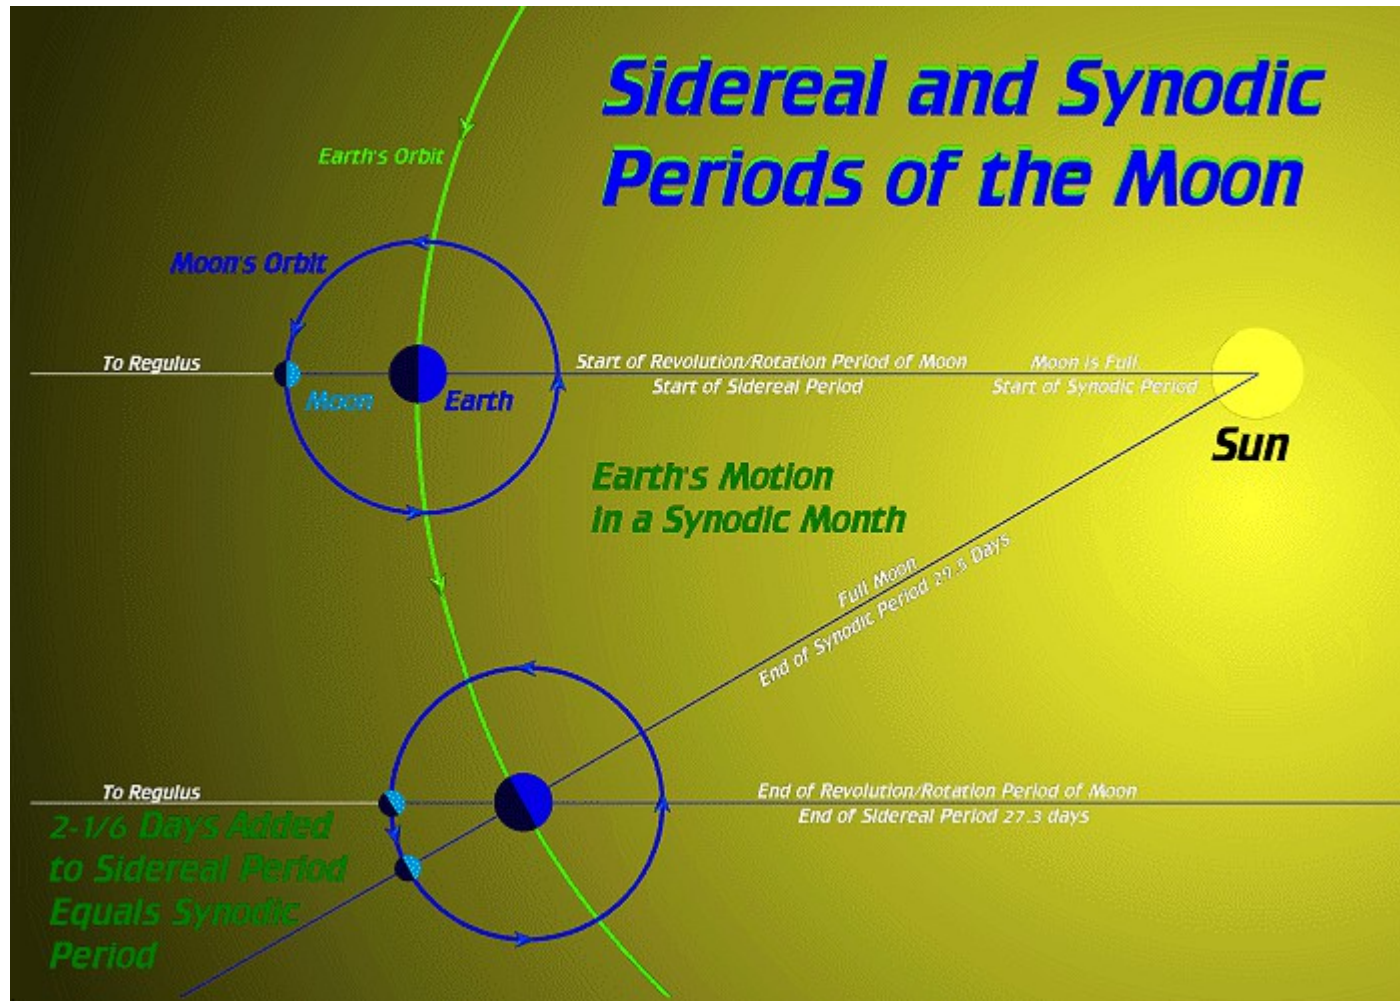 Sidereal and Synodic
Periods of the Moon
Earth's Orbit
Moon's Orbit
To Regulus
Start of Revolution/Rotation Period of Moon
Moon is Full
Start of Sidereal Period
Start of Synodic Period
Moon
Earth
Sun
Earth's Motion
in a Synodic Month
Full Moon
End of Synodic Period 29.5 Days
To Regulus
End of Revolution/Rotation Period of Moon
End of Sidereal Period 27.3 days
2-1/6 Days Added
to Sidereal Period
Equals Synodic
Period